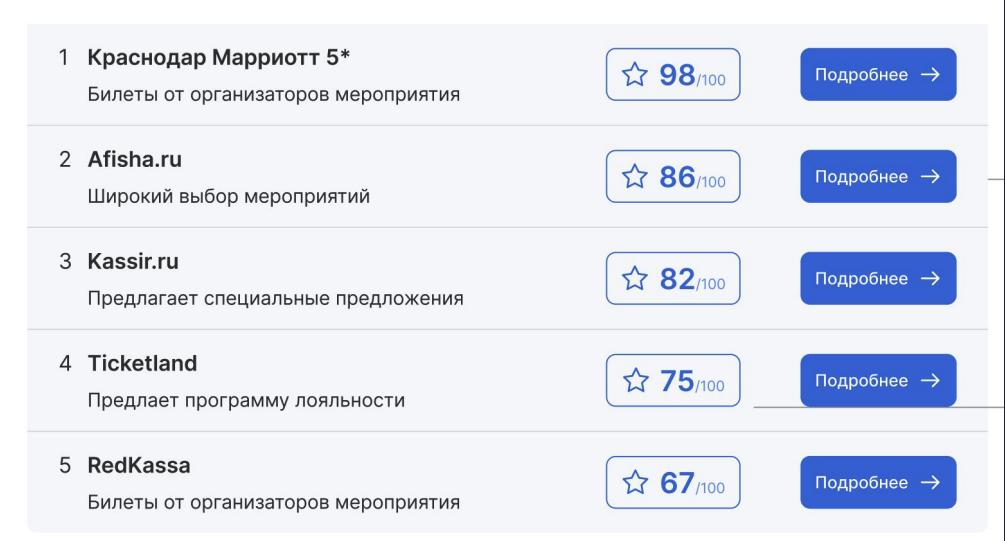 1 Краснодар Марриотт 5*
Билеты от организаторов мероприятия
98/100
Подробнее →
2 Afisha.ru
Широкий выбор мероприятий
86/100
Подробнее →
3 Kassir.ru
Предлагает специальные предложения
82/100
Подробнее →
4 Ticketland
Предлает программу лояльности
75/100
Подробнее →
5 RedKassa
Билеты от организаторов мероприятия
67/100
Подробнее →